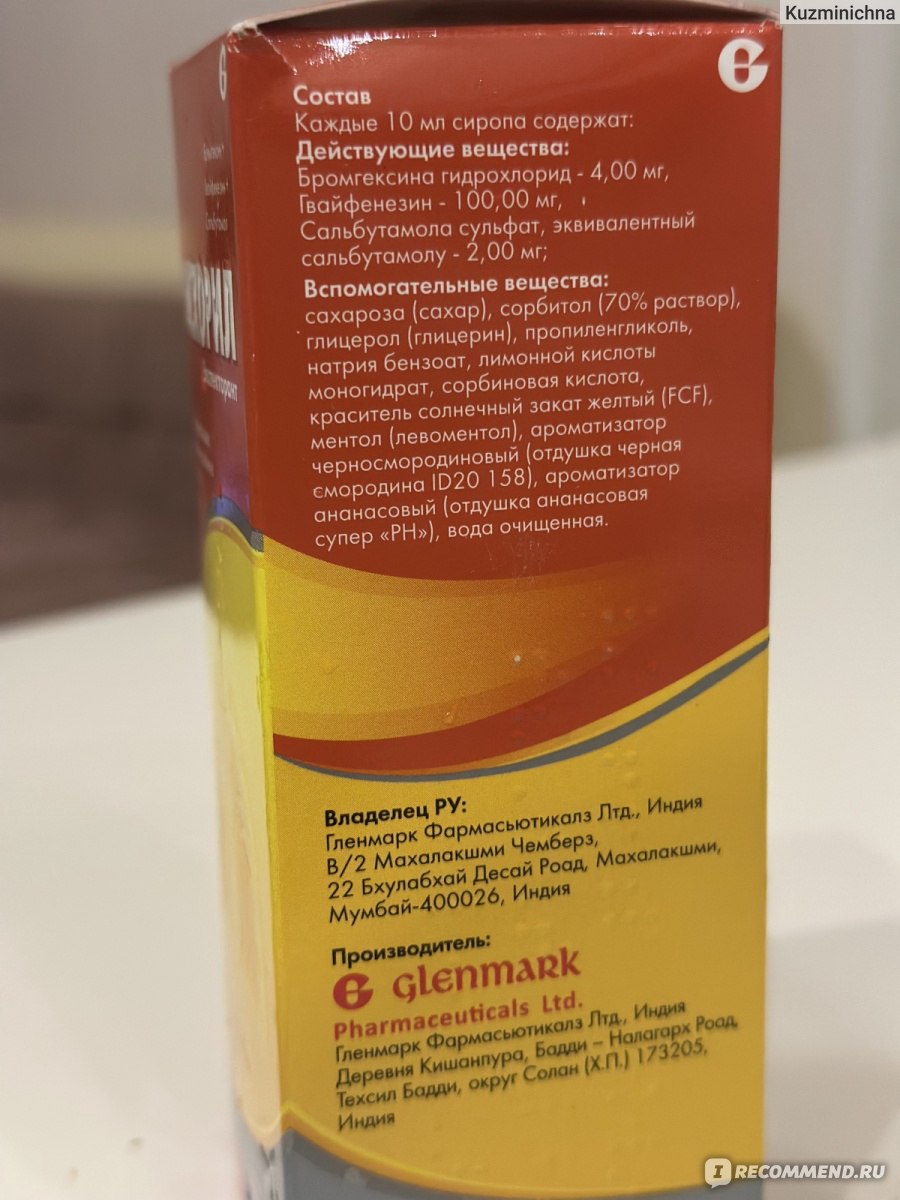 Kuzminichna
Состав
Каждые 10 мл сиропа содержат:
Действующие вещества:
Бромгексина гидрохлорид - 4,00 мг,
Гвайфенезин - 100,00 мг,
Сальбутамола сульфат, эквивалентный
сальбутамолу - 2,00 мг;
Вспомогательные вещества:
сахароза (сахар), сорбитол (70% раствор),
глицерол (глицерин), пропиленгликоль,
натрия бензоат, лимонной кислоты
моногидрат, сорбиновая кислота,
краситель солнечный закат желтый (FCF),
ментол (левоментол), ароматизатор
черносмородиновый (отдушка черная
смородина ID20 158), ароматизатор
ананасовый (отдушка ананасовая
супер «PH»), вода очищенная.
Владелец РУ:
Гленмарк Фармасьютикалз Лтд., Индия
В/2 Махалакшми Чемберз,
22 Бхулабхай Десай Роад, Махалакшми,
Мумбай-400026, Индия
Производитель:
glenmark
Pharmaceuticals Ltd.
Гленмарк Фармасьютикалз Лтд., Индия
Деревня Кишанпура, Бадди – Налагарх Роад,
Техсил Бадди, округ Солан (Х.П.) 173205,
Индия
I RECOMMEND.RU